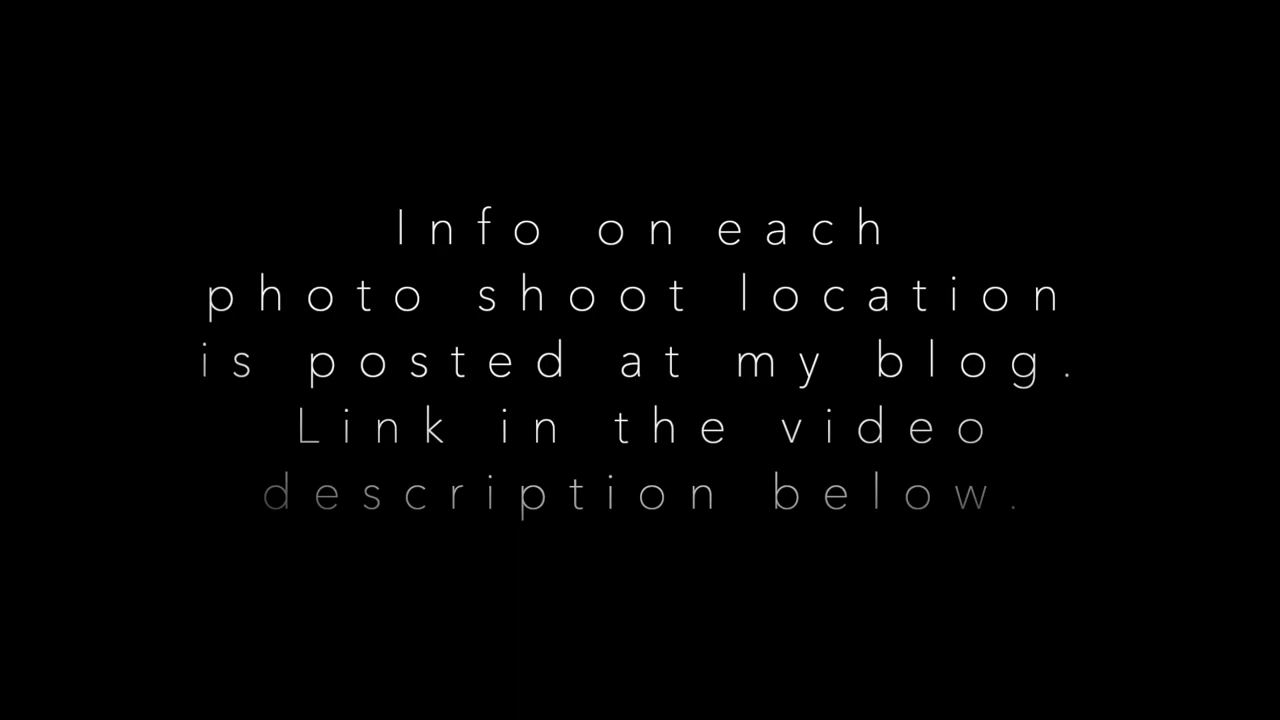 Info on each
photo shoot location
is posted at my blog.
Link in the video
description below.